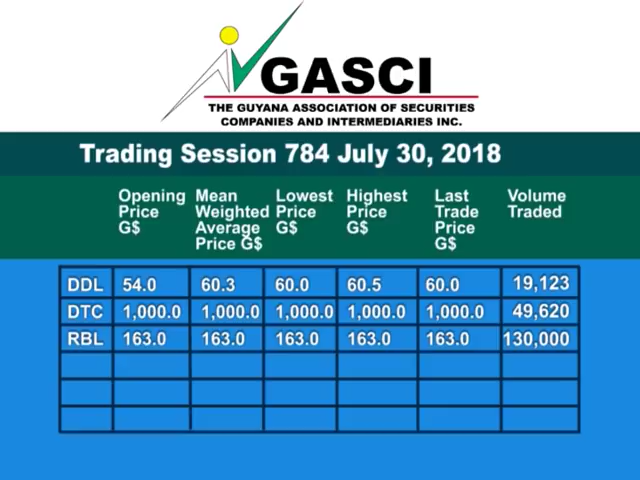 GASCI
THE GUYANA ASSOCIATION OF SECURITIES
COMPANIES AND INTERMEDIARIES INC.
Trading Session 784 July 30, 2018
Opening Price G$ Mean Weighted Average Price G$ Lowest Price G$ Highest Price G$ Last Trade Price G$ Volume Traded
DDL 54.0 60.3 60.0 60.5 60.0 19,123
DTC 1,000.0 1,000.0 1,000.0 1,000.0 1,000.0 49,620
RBL 163.0 163.0 163.0 163.0 163.0 130,000